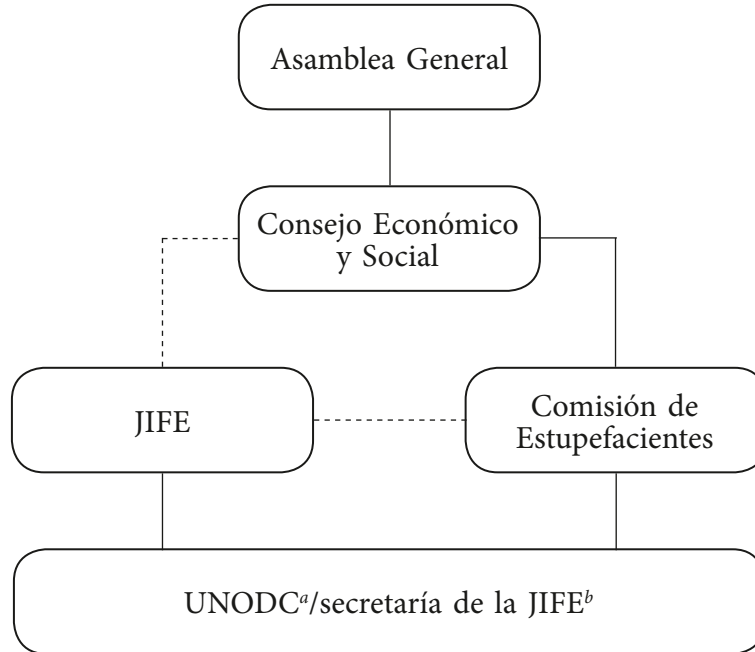 Asamblea General
Consejo Económico
y Social
JIFE
Comisión de
Estupefacientes
UNODCᵃ/secretaría de la JIFEᵇ